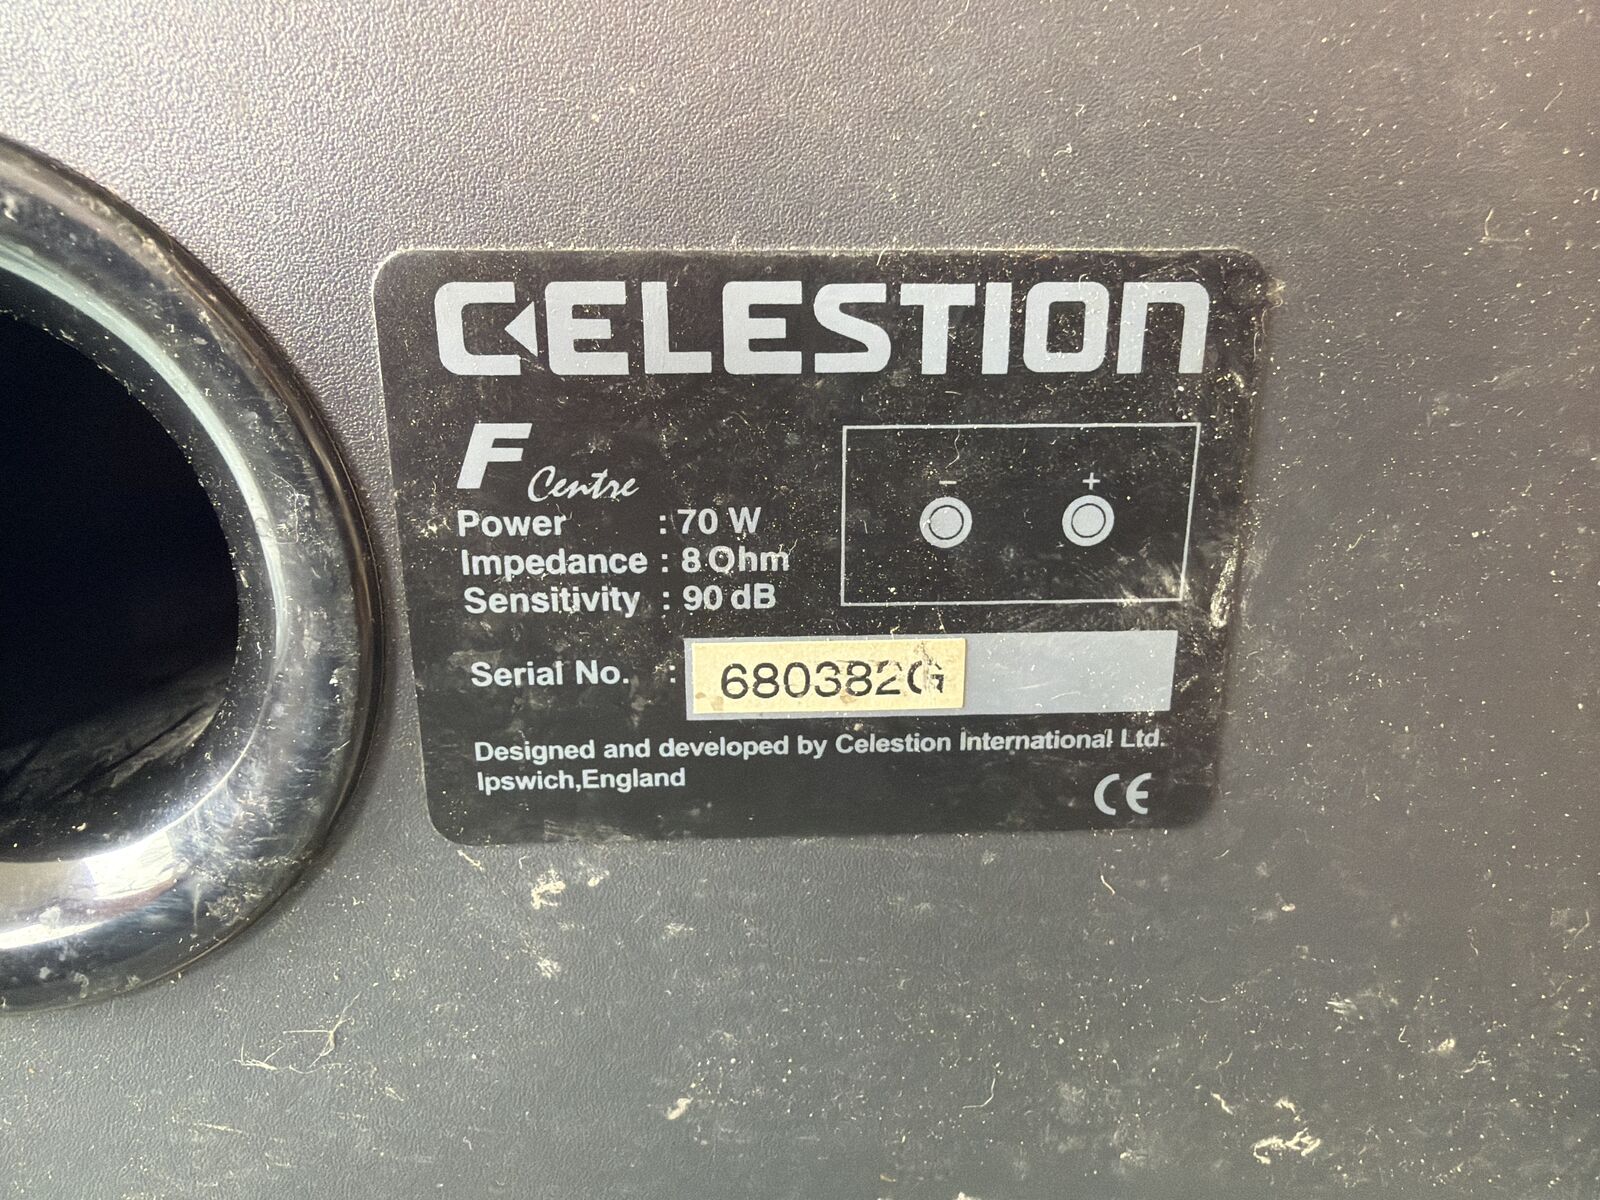 CELESTION
F Centre
Power : 70 W
Impedance : 8 Ohm
Sensitivity : 90 dB
- +
Serial No. : 680382G
Designed and developed by Celestion International Ltd.
Ipswich,England
CE